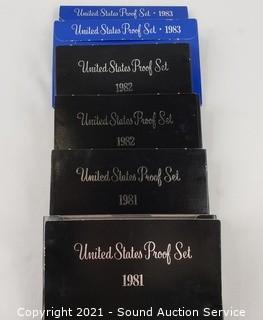 United States Proof Set · 1983
United States Proof Set · 1983
United States Proof Set
1982
United States Proof Set
1982
United States Proof Set
1981
United States Proof Set
1981
Copyright 2021 - Sound Auction Service